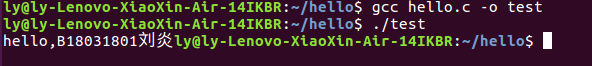 ly@ly-Lenovo-XiaoXin-Air-14IKBR:~/hello$ gcc hello.c -o test
ly@ly-Lenovo-XiaoXin-Air-14IKBR:~/hello$ ./test
hello,B18031801刘炎ly@ly-Lenovo-XiaoXin-Air-14IKBR:~/hello$